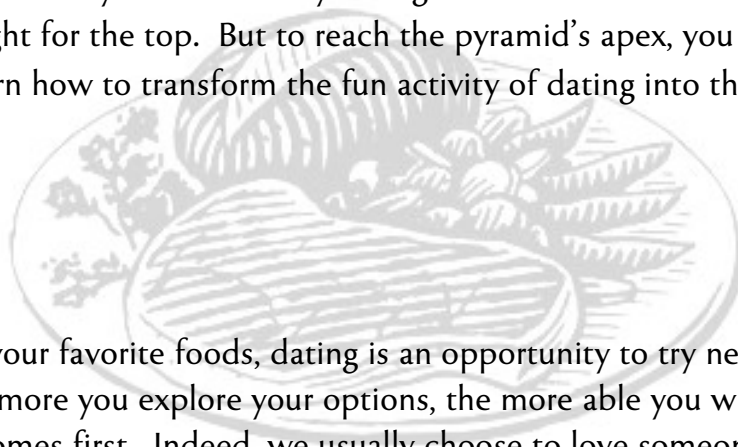 ght for the top. But to reach the pyramid’s apex, you
rn how to transform the fun activity of dating into th
your favorite foods, dating is an opportunity to try ne
more you explore your options, the more able you w
omes first. Indeed, we usually choose to love someon